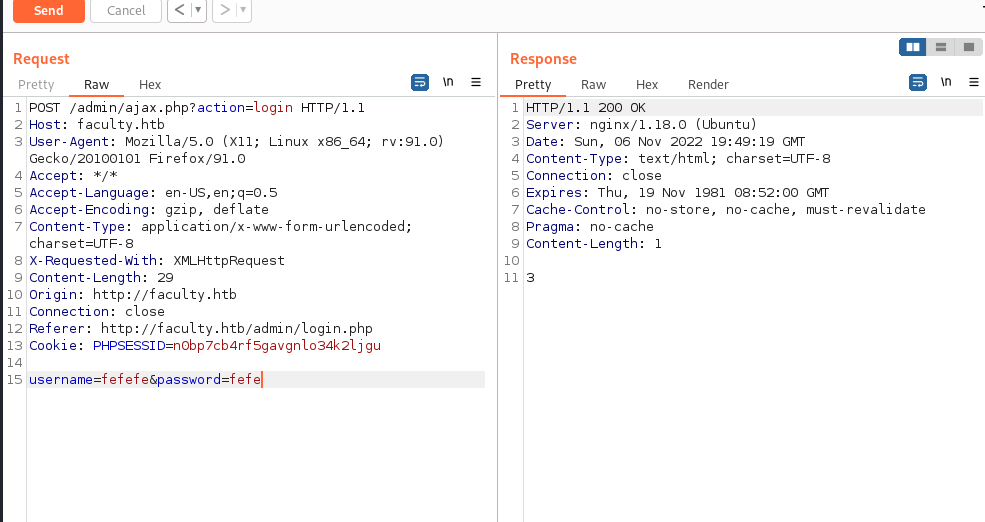 Send Cancel < ▼ > ▼
Request
Pretty Raw Hex \n
1 POST /admin/ajax.php?action=login HTTP/1.1
2 Host: faculty.htb
3 User-Agent: Mozilla/5.0 (X11; Linux x86_64; rv:91.0)
Gecko/20100101 Firefox/91.0
4 Accept: */*
5 Accept-Language: en-US,en;q=0.5
6 Accept-Encoding: gzip, deflate
7 Content-Type: application/x-www-form-urlencoded;
charset=UTF-8
8 X-Requested-With: XMLHttpRequest
9 Content-Length: 29
10 Origin: http://faculty.htb
11 Connection: close
12 Referer: http://faculty.htb/admin/login.php
13 Cookie: PHPSESSID=n0bp7cb4rf5gavgnlo34k2ljgu
14
15 username=fefefe&password=fefe
Response
Pretty Raw Hex Render \n
1 HTTP/1.1 200 OK
2 Server: nginx/1.18.0 (Ubuntu)
3 Date: Sun, 06 Nov 2022 19:49:19 GMT
4 Content-Type: text/html; charset=UTF-8
5 Connection: close
6 Expires: Thu, 19 Nov 1981 08:52:00 GMT
7 Cache-Control: no-store, no-cache, must-revalidate
8 Pragma: no-cache
9 Content-Length: 1
10
11 3